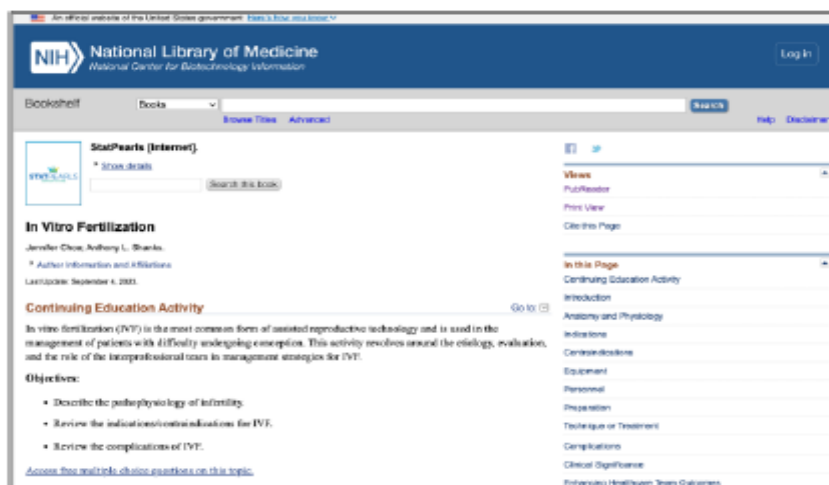 An official website of the United States government Here's how you know
NIH National Library of Medicine
National Center for Biotechnology Information
Log in
Bookshelf Books Search
Browse Titles Advanced Help Disclaimer
StatPearls [Internet].
Show details
Search this book
STATPEARLS
In Vitro Fertilization
Jennifer Choe; Anthony L. Shanks.
Author Information and Affiliations
Last Update: September 4, 2023.
Continuing Education Activity Go to:
In vitro fertilization (IVF) is the most common form of assisted reproductive technology and is used in the
management of patients with difficulty undergoing conception. This activity revolves around the etiology, evaluation,
and the role of the interprofessional team in management strategies for IVF.
Objectives:
• Describe the pathophysiology of infertility.
• Review the indications/contraindications for IVF.
• Review the complications of IVF.
Access free multiple choice questions on this topic.
Views
PubReader
Print View
Cite this Page
In this Page
Continuing Education Activity
Introduction
Anatomy and Physiology
Indications
Contraindications
Equipment
Personnel
Preparation
Technique or Treatment
Complications
Clinical Significance
Enhancing Healthcare Team Outcomes